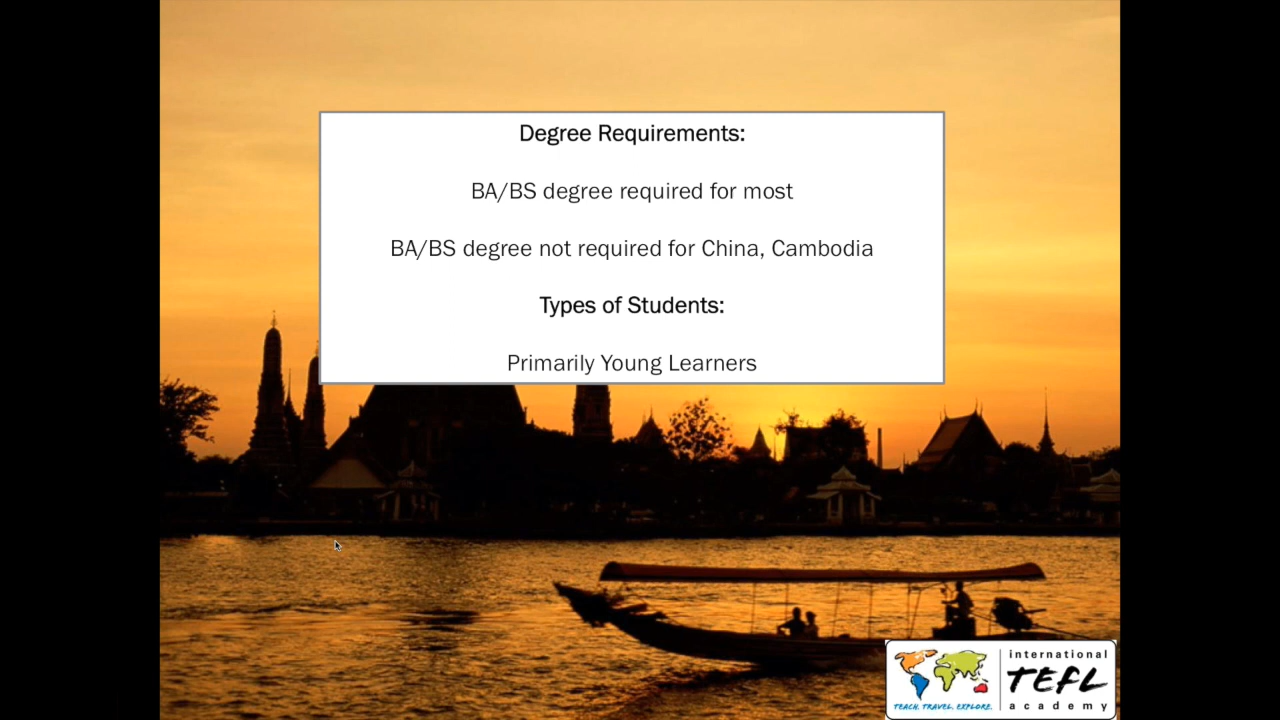 Degree Requirements:
BA/BS degree required for most
BA/BS degree not required for China, Cambodia
Types of Students:
Primarily Young Learners
international
TEFL
TEACH. TRAVEL. EXPLORE.
academy